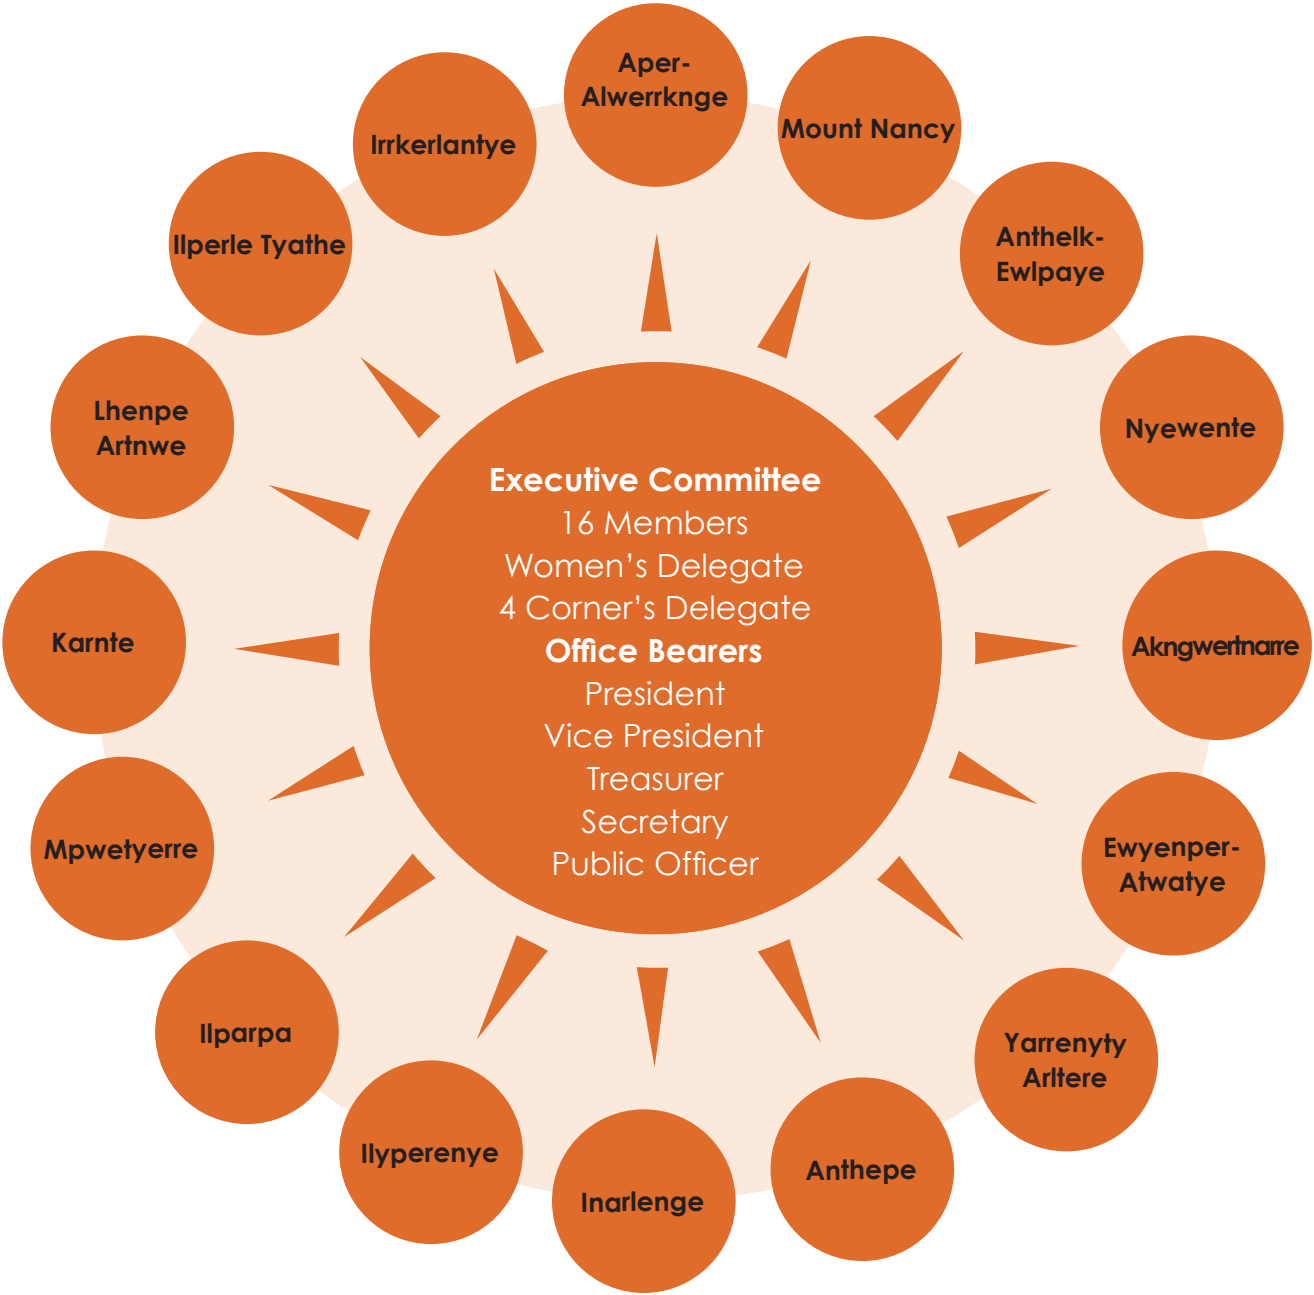 Aper-
Alwerrknge
Mount Nancy
Anthelk-
Ewlpaye
Nyewente
Akngwertnarre
Ewyenper-
Atwatye
Yarrenyty
Arltere
Anthepe
Inarlenge
Ilyperenye
Ilparpa
Mpwetyerre
Karnte
Lhenpe
Artnwe
Ilperle Tyathe
Irrkerlantye
Executive Committee
16 Members
Women’s Delegate
4 Corner’s Delegate
Office Bearers
President
Vice President
Treasurer
Secretary
Public Officer